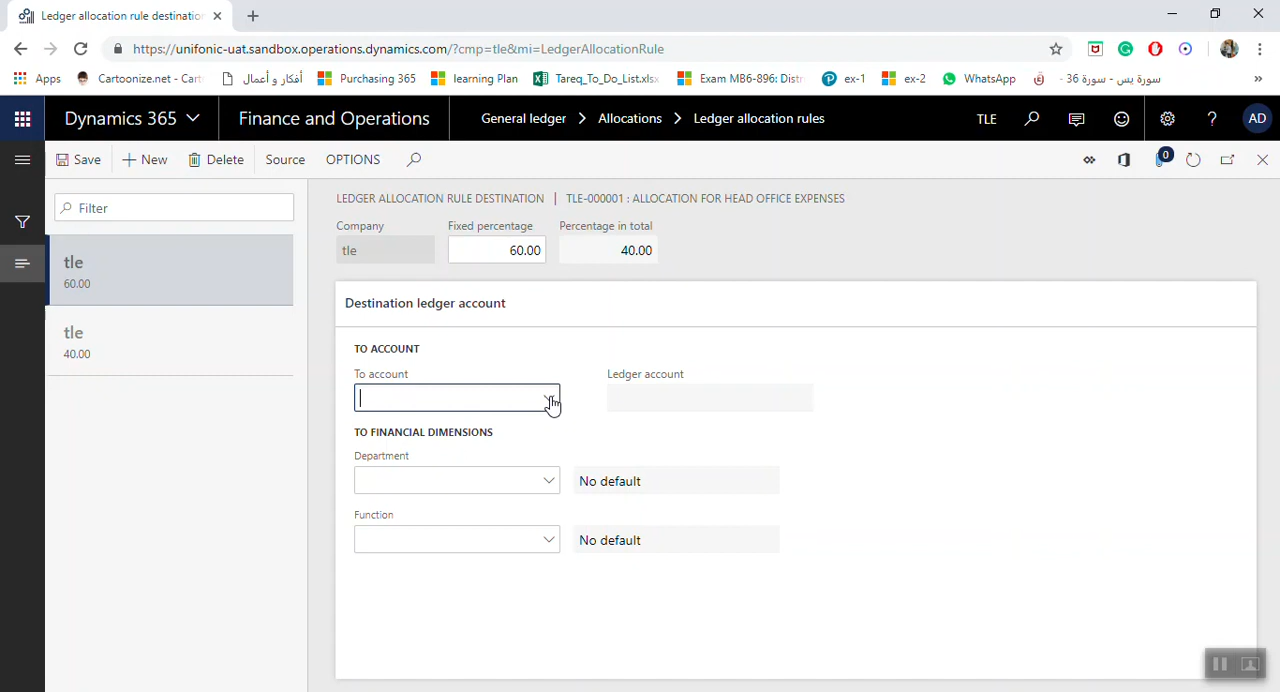 Ledger allocation rule destination
https://unifonic-uat.sandbox.operations.dynamics.com/?cmp=tle&mi=LedgerAllocationRule
Apps Cartoonize.net - Cart أفكار و أعمال Purchasing 365 learning Plan Tareq_To_Do_List.xlsx Exam MB6-896: Distr ex-1 ex-2 WhatsApp سورة يس - سورة 36 - »
Dynamics 365 Finance and Operations General ledger > Allocations > Ledger allocation rules TLE ? AD
Save + New Delete Source OPTIONS 0
Filter
LEDGER ALLOCATION RULE DESTINATION | TLE-000001 : ALLOCATION FOR HEAD OFFICE EXPENSES
Company Fixed percentage Percentage in total
tle 60.00 40.00
tle
60.00
tle
40.00
Destination ledger account
TO ACCOUNT
To account Ledger account
TO FINANCIAL DIMENSIONS
Department
No default
Function
No default